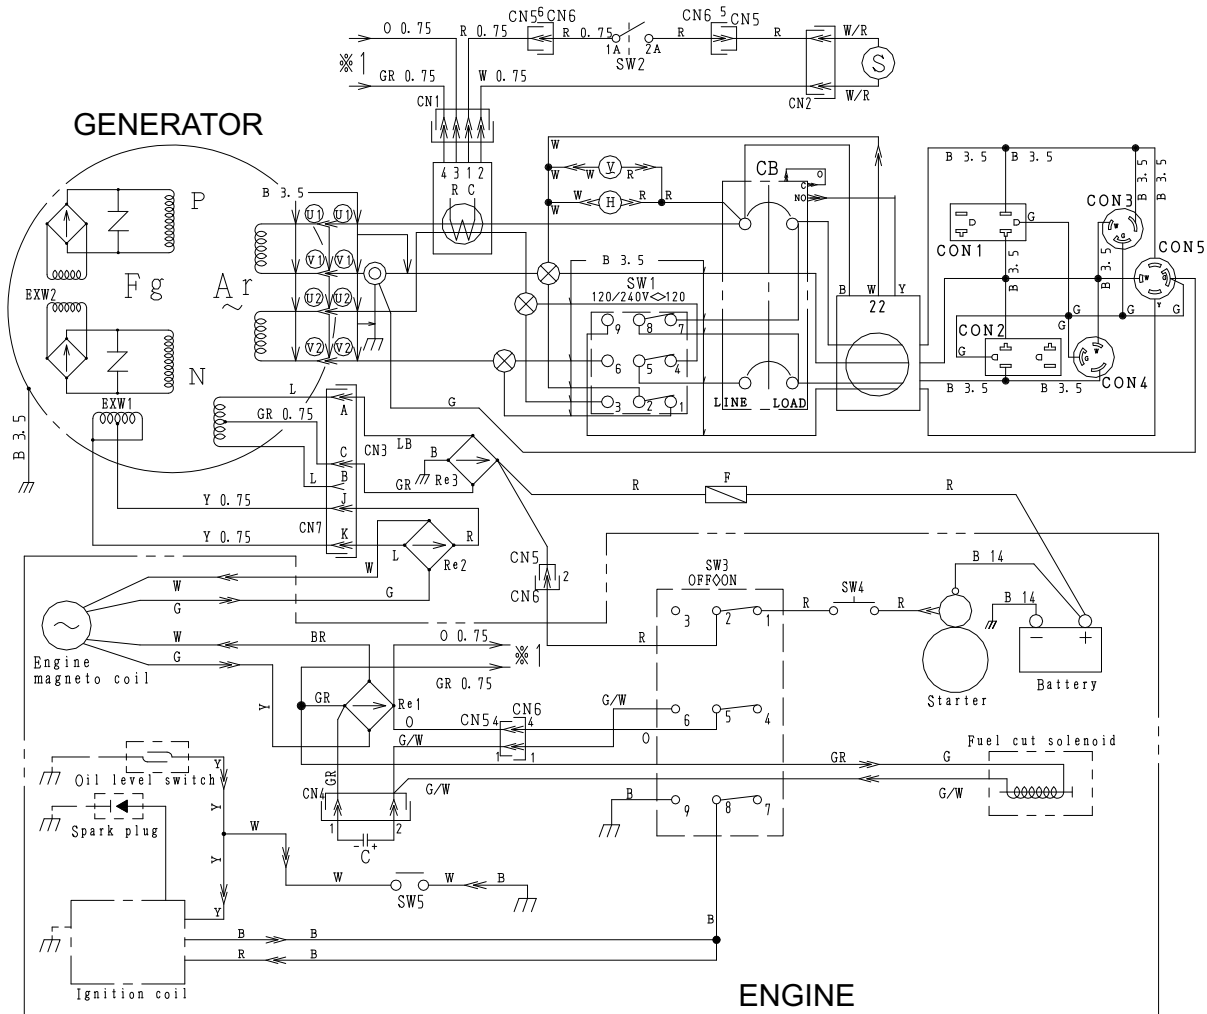 CN5 6 CN6
CN6 5 CN5
O 0.75
R 0.75
R 0.75
R
R
W/R
1A
2A
SW2
※1
S
GR 0.75
W 0.75
CN1
CN2
W/R
GENERATOR
4 3 1 2
R C
W
W
V
W
R
R
W
H
R
R
W
CB
O
C
NO
B 3.5
B 3.5
B 3.5
B 3.5
G
CON1
CON3
W
G
CON5
G
B 3.5
B 3.5
P
B 3.5
U1 U1
V1 V1
U2 U2
V2 V2
EXW2
Fg
Ar
~
B 3.5
SW1
120/240V<>120
9 8 7
6 5 4
3 2 1
LINE
LOAD
B W Y
22
Y
G
G
G
G
CON2
G
W
G
B 3.5
B 3.5
CON4
N
EXW1
B 3.5
L
A
GR 0.75
CN3
C
L
B
J
Y 0.75
CN7
K
Y 0.75
G
LB
GR
B
Re3
R
F
R
L
R
Re2
W
G
G
W
CN5
2
CN6
SW3
OFF◇ON
3 2 1
R
SW4
R
B 14
B 14
- +
Battery
Starter
~
Engine
magneto coil
W
G
BR
O 0.75
※1
GR 0.75
R
Y
GR
Re1
O
G/W
CN5 4
CN6
4
1
1
G/W
O
6 5 4
GR
G
Fuel cut solenoid
G/W
G/W
GR
CN4
1
2
- +
C
B
9 8 7
Oil level switch
Y
Spark plug
Y
Y
W
W
SW5
W
B
Y
B
B
R
B
B
Ignition coil
ENGINE